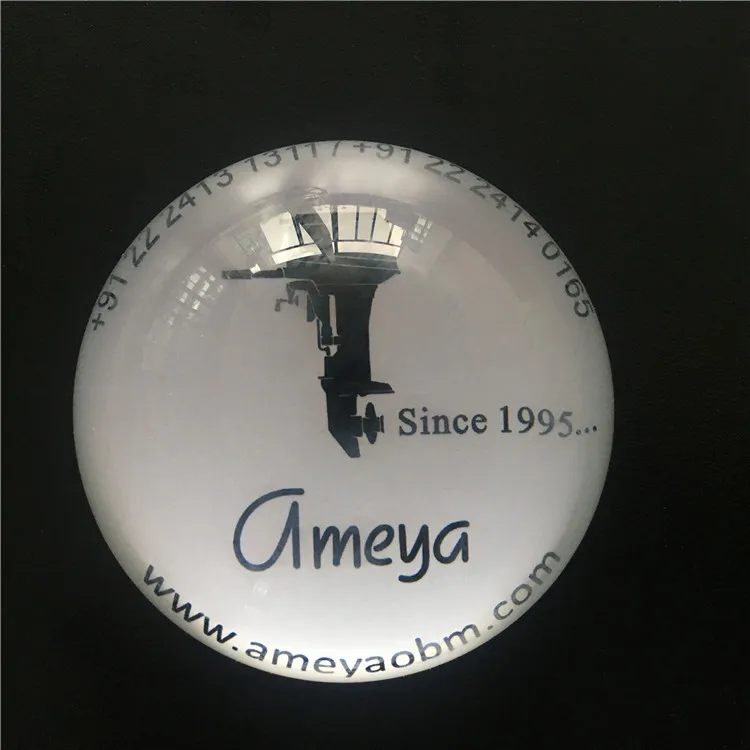 +91 22 2413 1311 / +91 22 2414 0165
Since 1995...
Ameya
www.ameyaobm.com